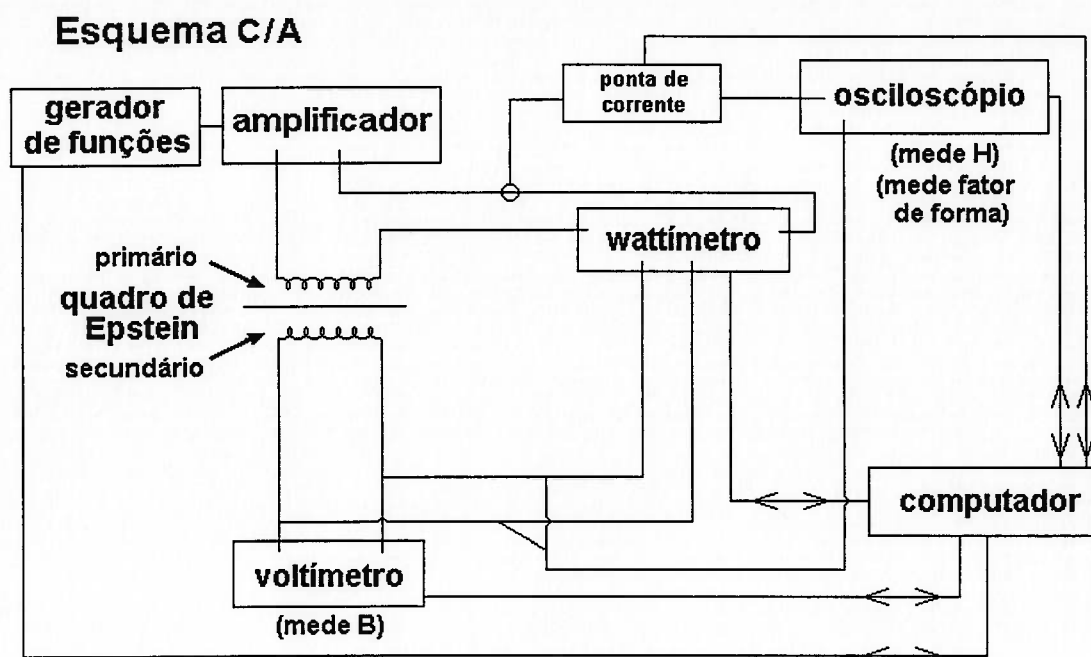 Esquema C/A
gerador
de funções
amplificador
ponta de
corrente
osciloscópio
(mede H)
(mede fator
de forma)
wattímetro
primário
quadro de
Epstein
secundário
computador
voltímetro
(mede B)